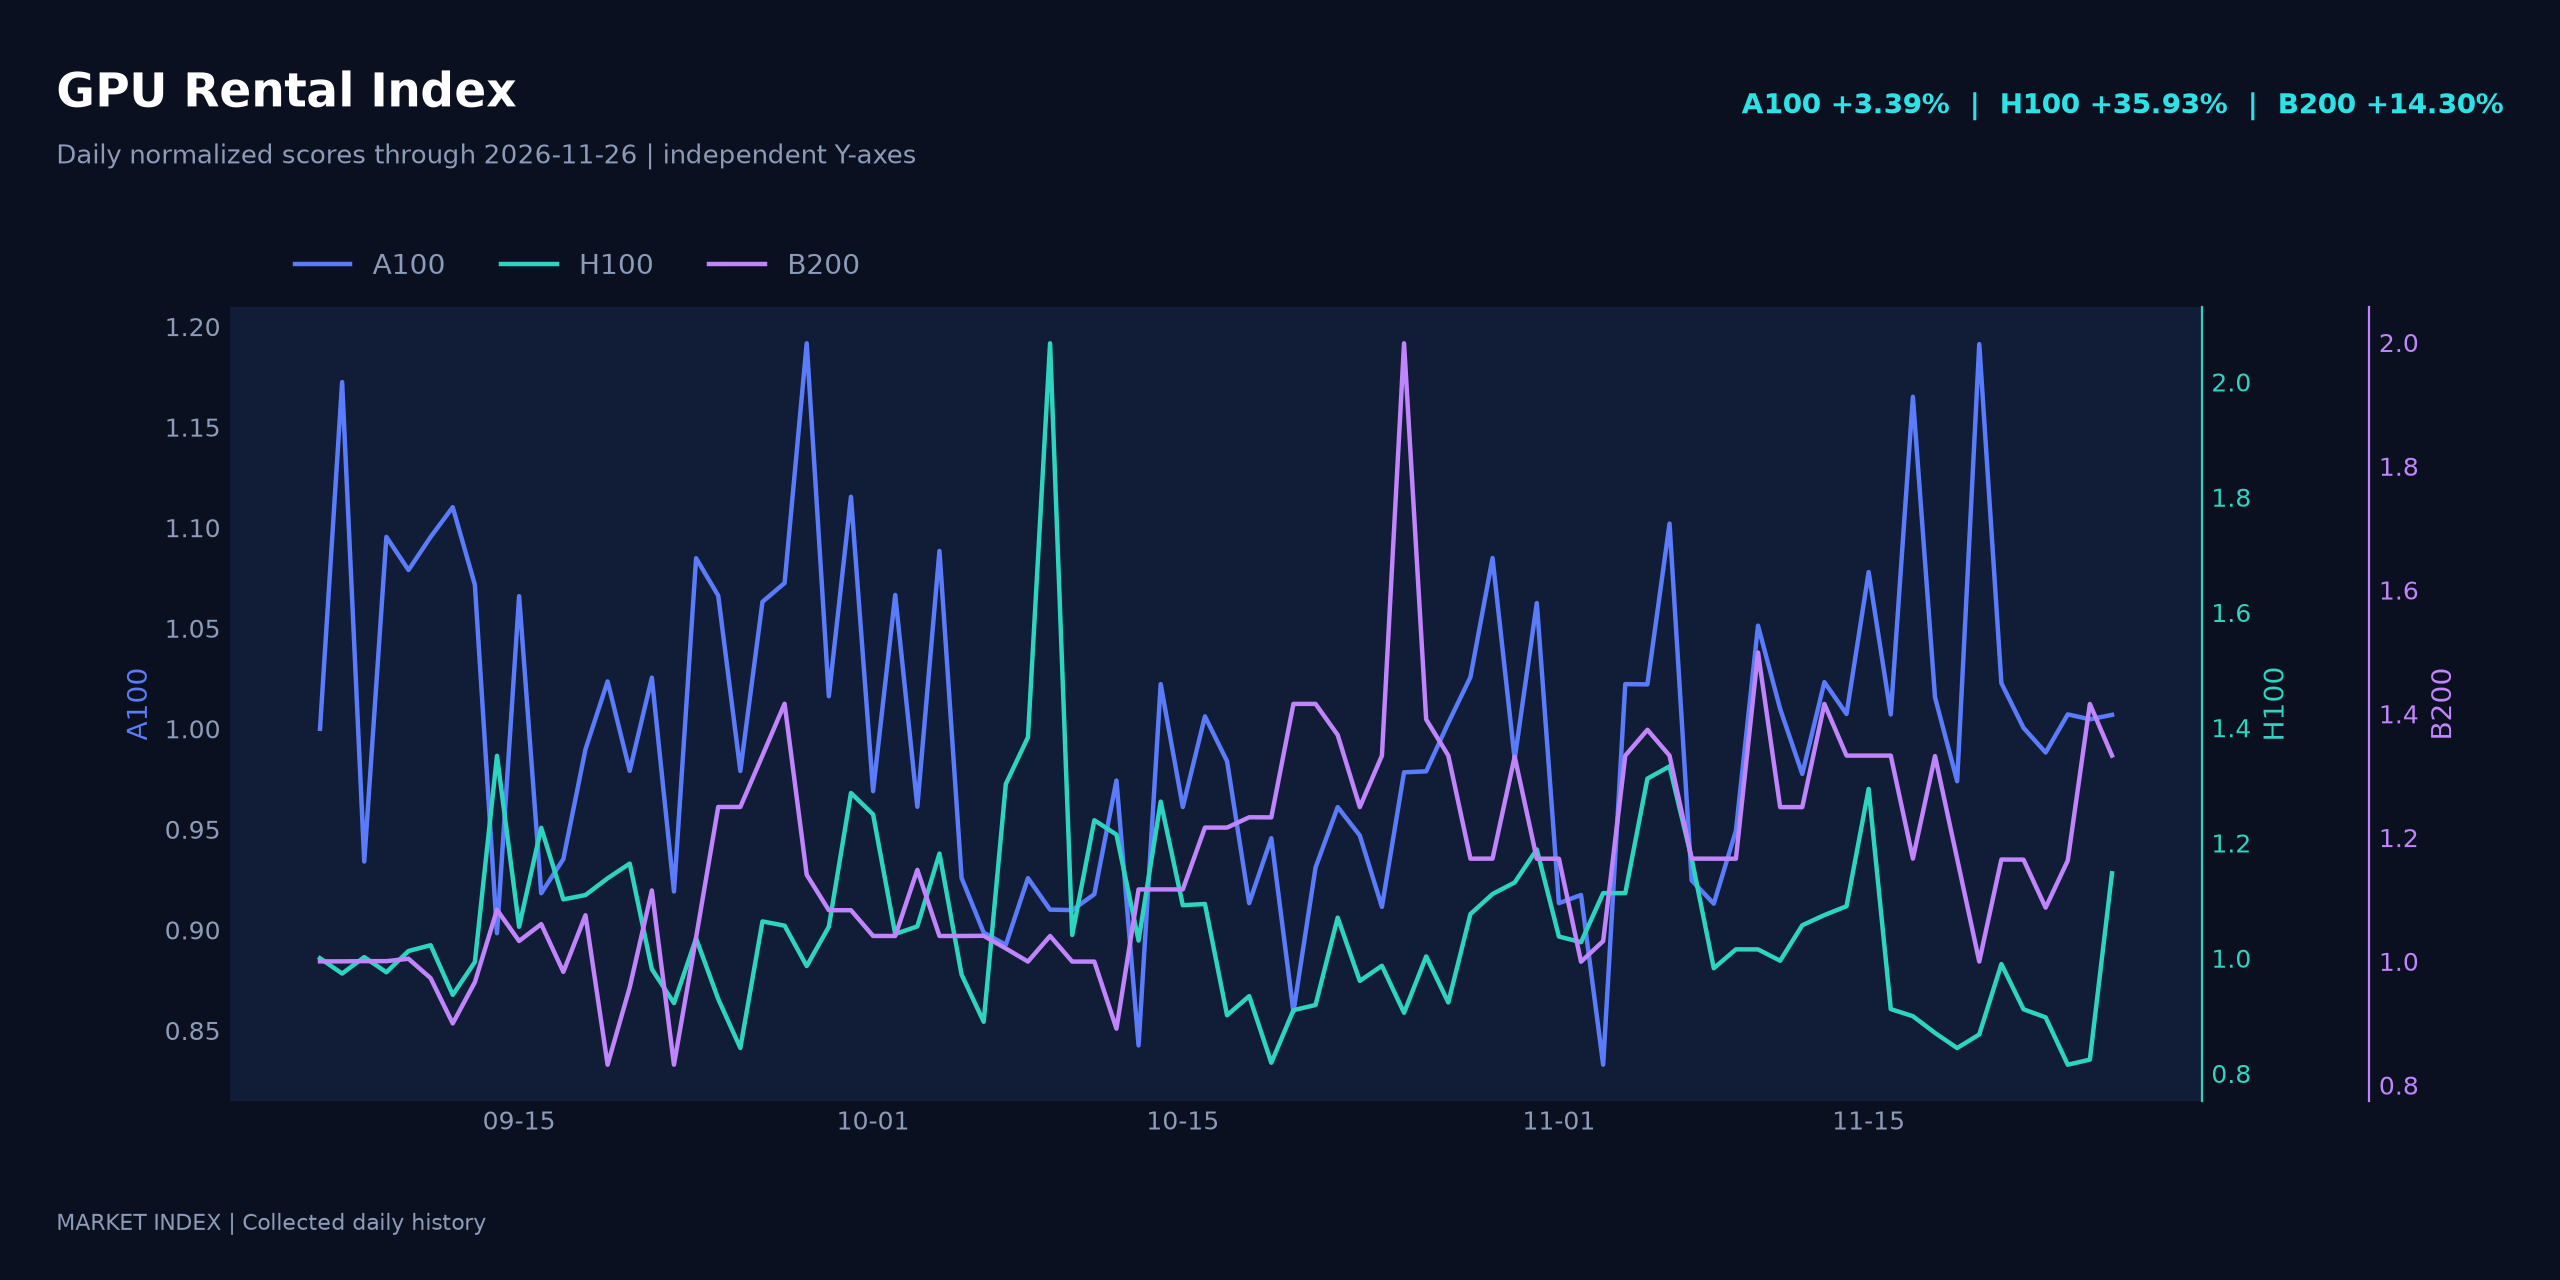 GPU Rental Index
A100 +3.39% | H100 +35.93% | B200 +14.30%
Daily normalized scores through 2026-11-26 | independent Y-axes
A100 H100 B200
1.20
1.15
1.10
1.05
1.00
0.95
0.90
0.85
A100
2.0
1.8
1.6
1.4
1.2
1.0
0.8
H100
2.0
1.8
1.6
1.4
1.2
1.0
0.8
B200
09-15 10-01 10-15 11-01 11-15
MARKET INDEX | Collected daily history